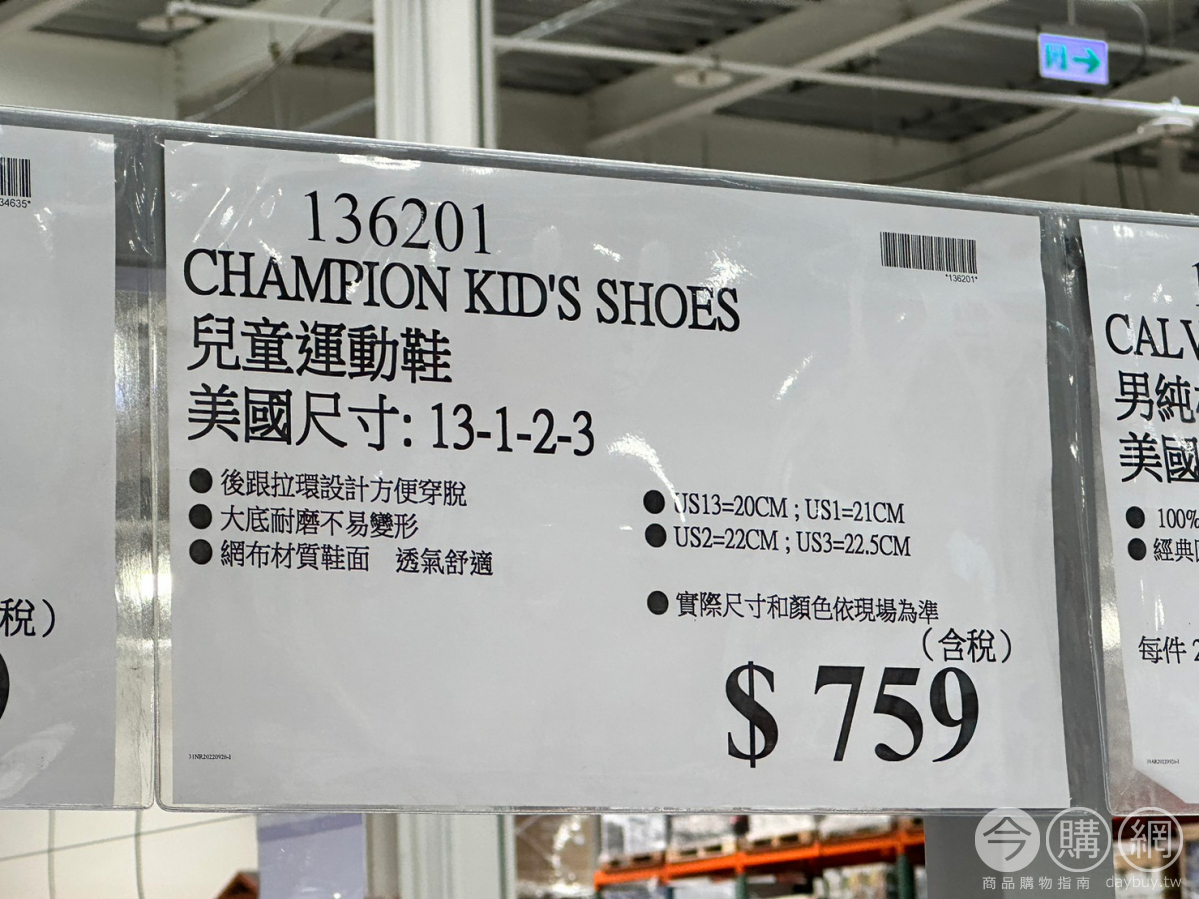 34635*
136201
*136201*
CHAMPION KID'S SHOES
兒童運動鞋
美國尺寸: 13-1-2-3
● 後跟拉環設計方便穿脫
● 大底耐磨不易變形
● 網布材質鞋面 透氣舒適
● US13=20CM ; US1=21CM
● US2=22CM ; US3=22.5CM
● 實際尺寸和顏色依現場為準
(含稅)
$ 759
31NR20220926-I
稅)
CALV
男純
美國
● 100%
● 經典
每件 2
今購網
商品購物指南 daybuy.tw